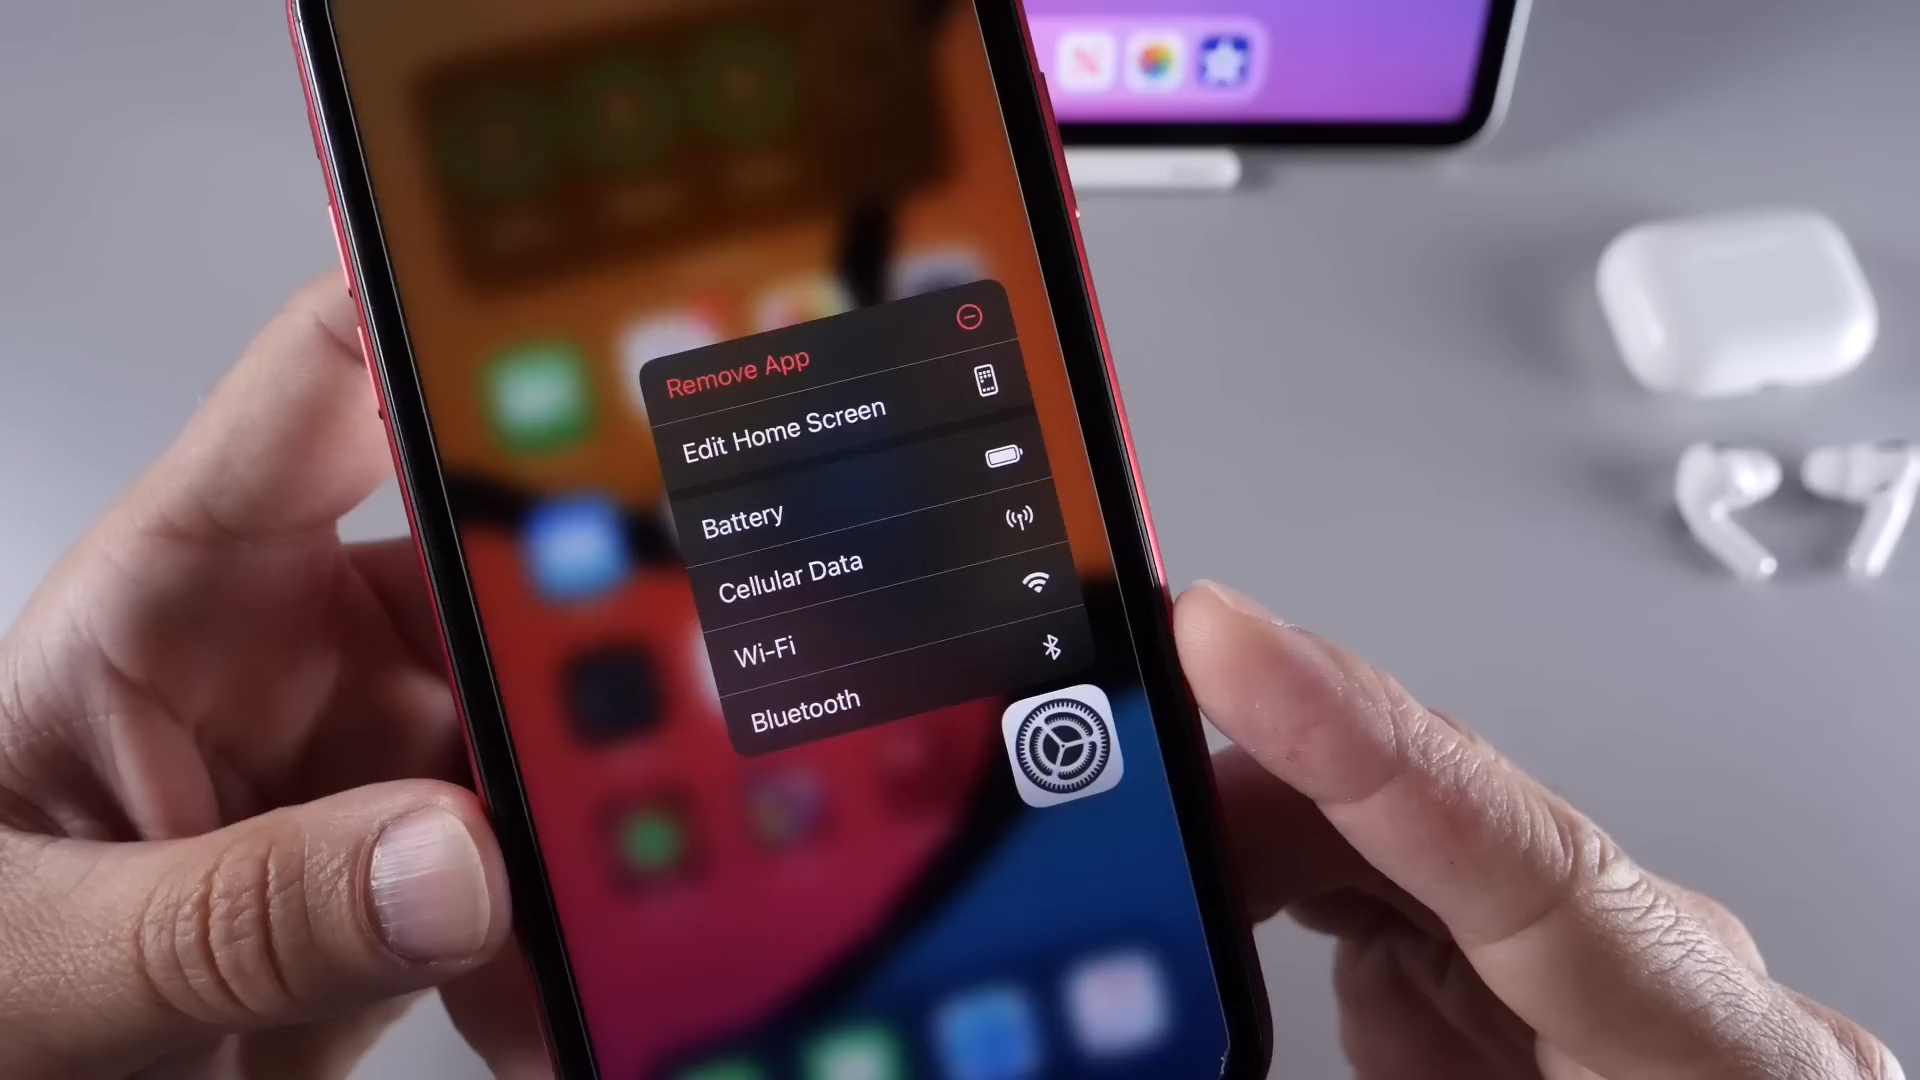 Remove App
Edit Home Screen
Battery
Cellular Data
Wi-Fi
Bluetooth